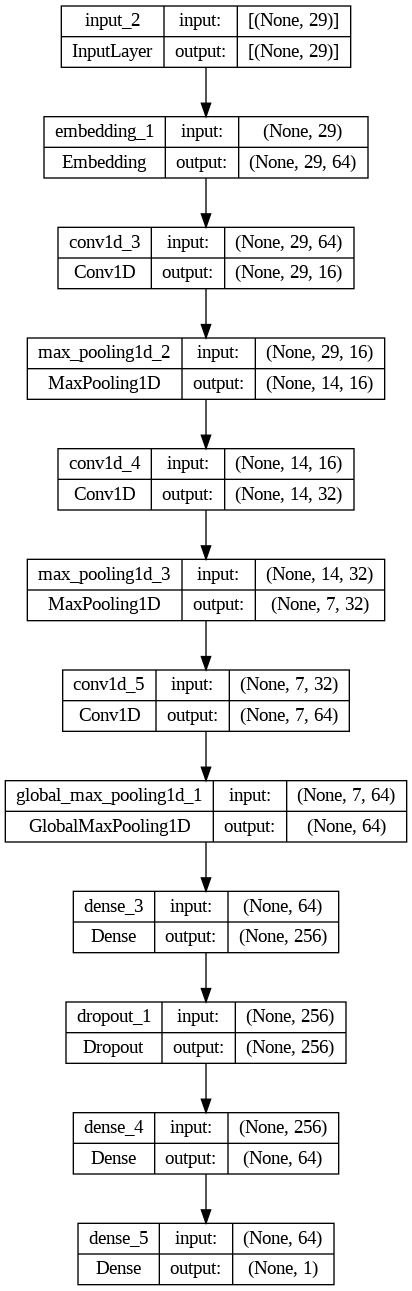 input_2 input: [(None, 29)]
InputLayer output: [(None, 29)]
embedding_1 input: (None, 29)
Embedding output: (None, 29, 64)
conv1d_3 input: (None, 29, 64)
Conv1D output: (None, 29, 16)
max_pooling1d_2 input: (None, 29, 16)
MaxPooling1D output: (None, 14, 16)
conv1d_4 input: (None, 14, 16)
Conv1D output: (None, 14, 32)
max_pooling1d_3 input: (None, 14, 32)
MaxPooling1D output: (None, 7, 32)
conv1d_5 input: (None, 7, 32)
Conv1D output: (None, 7, 64)
global_max_pooling1d_1 input: (None, 7, 64)
GlobalMaxPooling1D output: (None, 64)
dense_3 input: (None, 64)
Dense output: (None, 256)
dropout_1 input: (None, 256)
Dropout output: (None, 256)
dense_4 input: (None, 256)
Dense output: (None, 64)
dense_5 input: (None, 64)
Dense output: (None, 1)